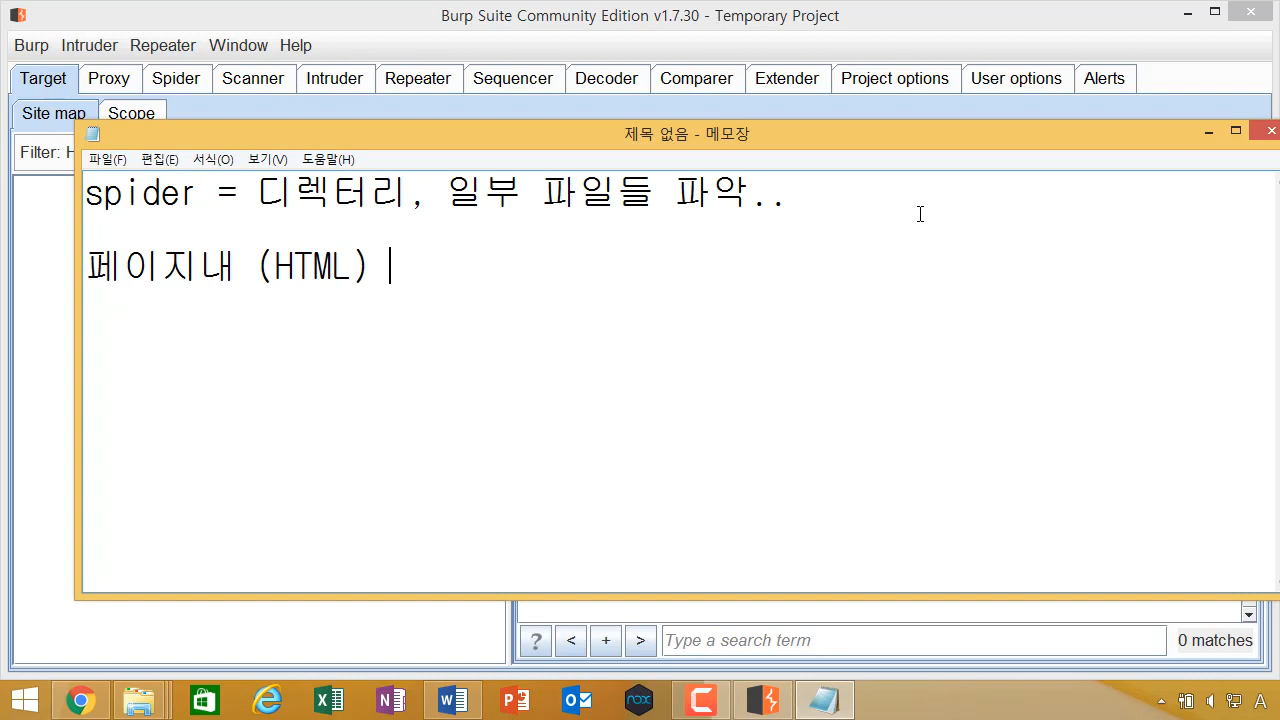 Burp Suite Community Edition v1.7.30 - Temporary Project
Burp Intruder Repeater Window Help
Target Proxy Spider Scanner Intruder Repeater Sequencer Decoder Comparer Extender Project options User options Alerts
Site map Scope
제목 없음 - 메모장
Filter: H
파일(F) 편집(E) 서식(O) 보기(V) 도움말(H)
spider = 디렉터리, 일부 파일들 파악..
페이지내 (HTML)
? < + > Type a search term 0 matches
nox
A